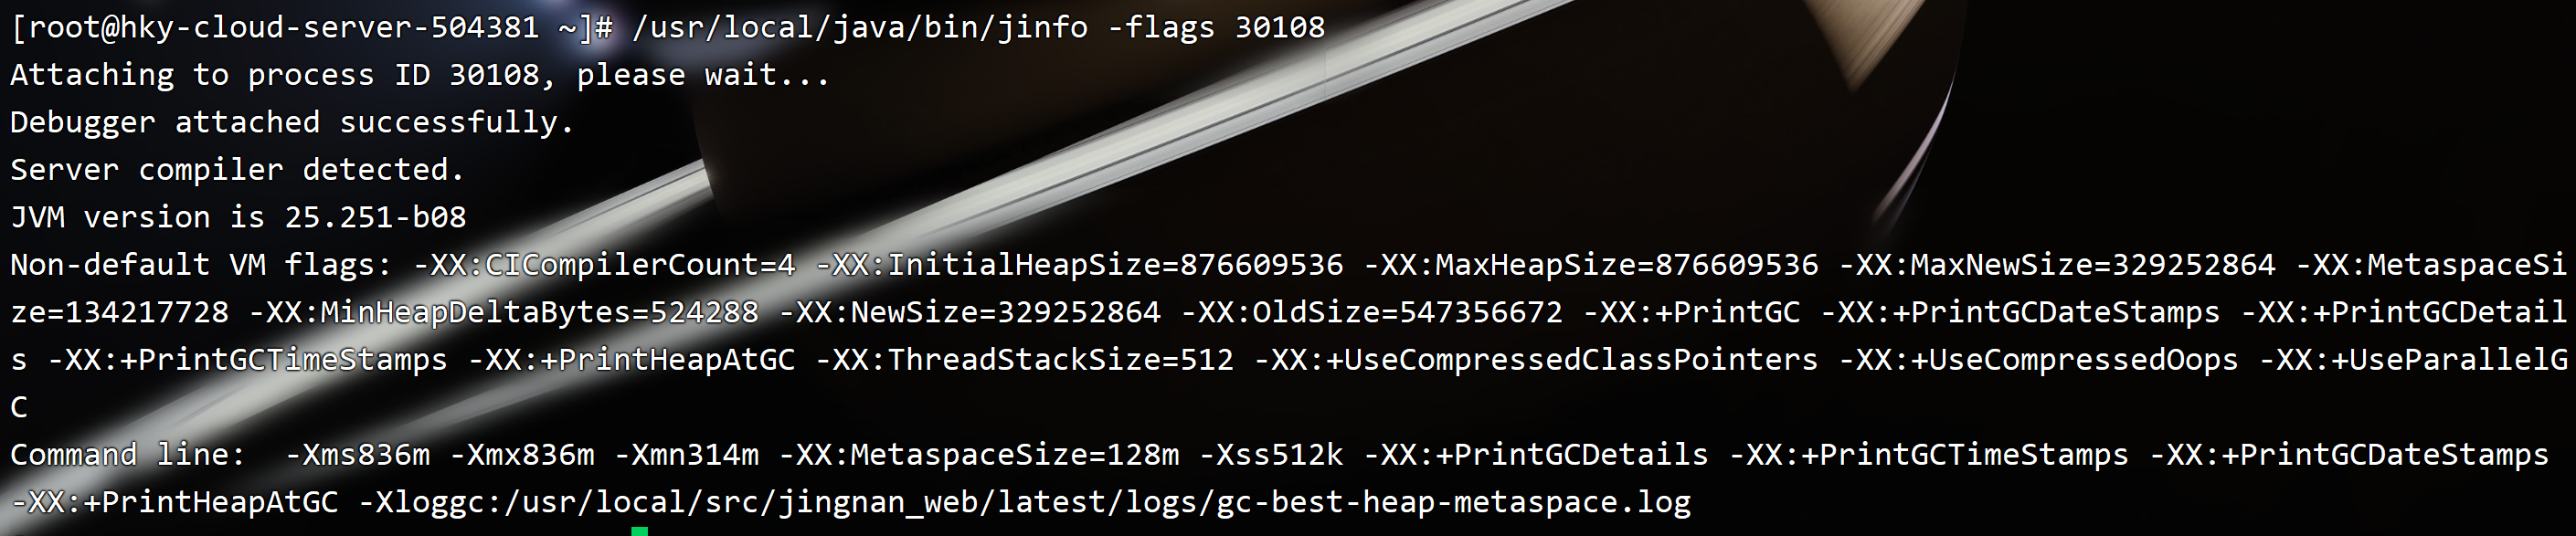 [root@hky-cloud-server-504381 ~]# /usr/local/java/bin/jinfo -flags 30108
Attaching to process ID 30108, please wait...
Debugger attached successfully.
Server compiler detected.
JVM version is 25.251-b08
Non-default VM flags: -XX:CICompilerCount=4 -XX:InitialHeapSize=876609536 -XX:MaxHeapSize=876609536 -XX:MaxNewSize=329252864 -XX:MetaspaceSi
ze=134217728 -XX:MinHeapDeltaBytes=524288 -XX:NewSize=329252864 -XX:OldSize=547356672 -XX:+PrintGC -XX:+PrintGCDateStamps -XX:+PrintGCDetail
s -XX:+PrintGCTimeStamps -XX:+PrintHeapAtGC -XX:ThreadStackSize=512 -XX:+UseCompressedClassPointers -XX:+UseCompressedOops -XX:+UseParallelG
C
Command line:  -Xms836m -Xmx836m -Xmn314m -XX:MetaspaceSize=128m -Xss512k -XX:+PrintGCDetails -XX:+PrintGCTimeStamps -XX:+PrintGCDateStamps
-XX:+PrintHeapAtGC -Xloggc:/usr/local/src/jingnan_web/latest/logs/gc-best-heap-metaspace.log